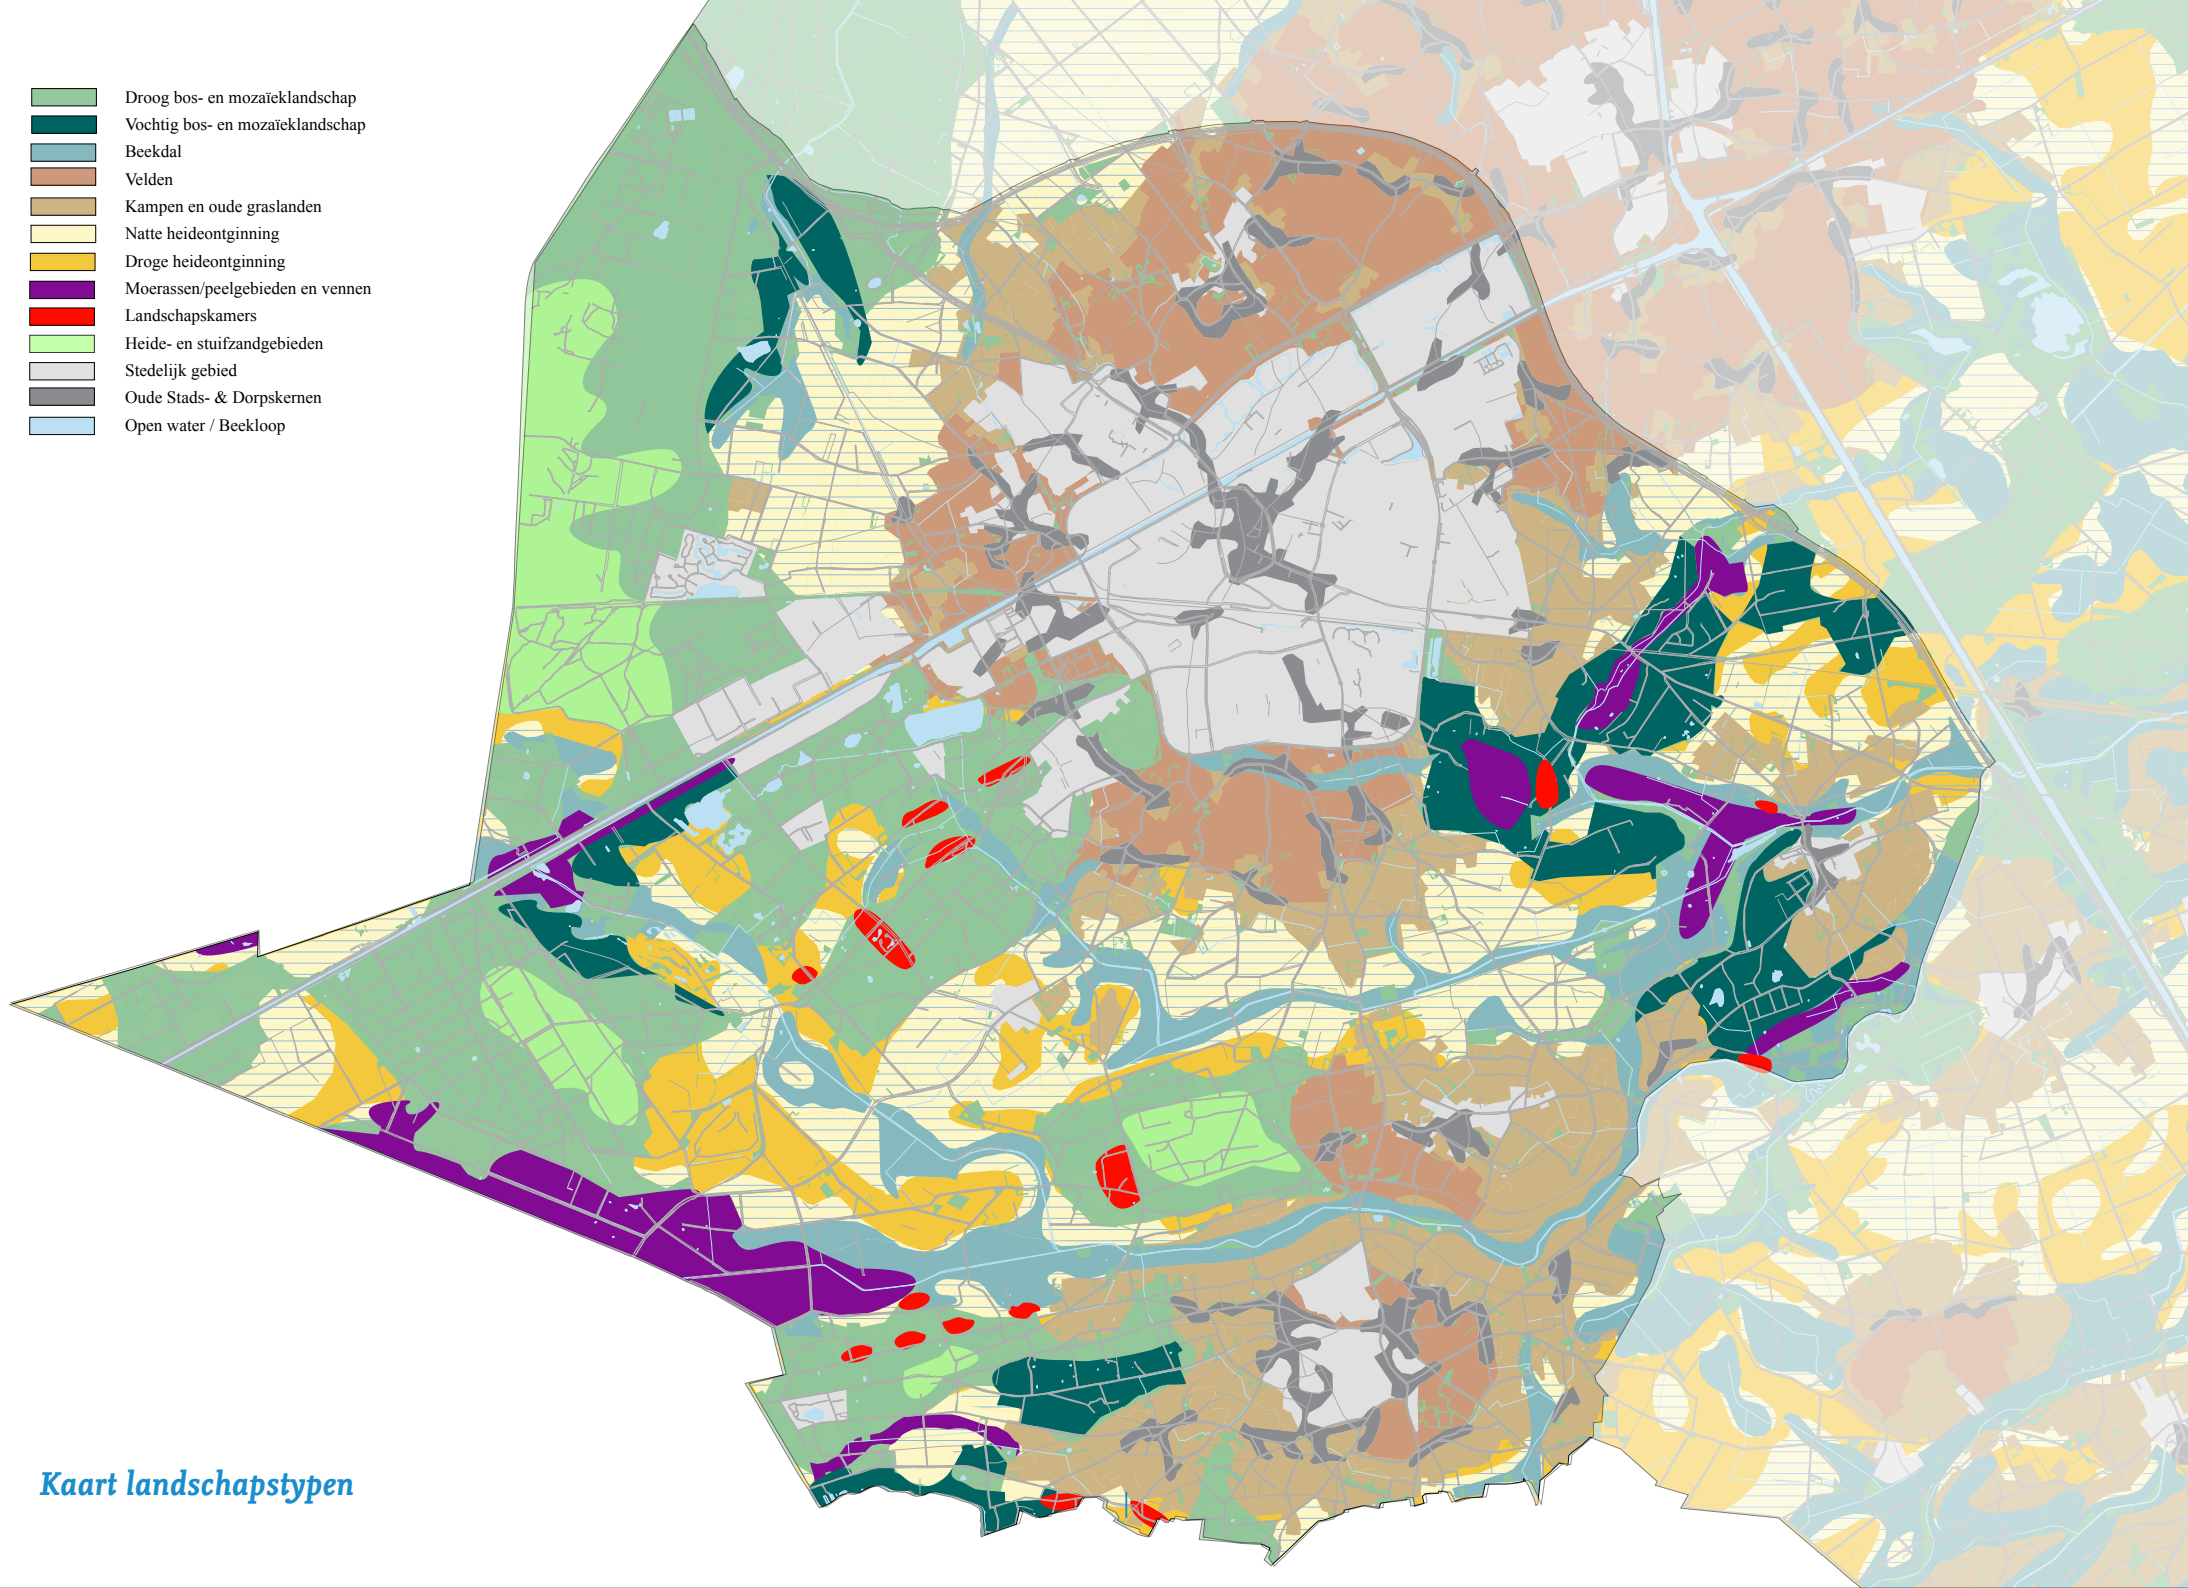 Droog bos- en mozaïeklandschap
Vochtig bos- en mozaïeklandschap
Beekdal
Velden
Kampen en oude graslanden
Natte heideontginning
Droge heideontginning
Moerassen/peelgebieden en vennen
Landschapskamers
Heide- en stuifzandgebieden
Stedelijk gebied
Oude Stads- & Dorpskernen
Open water / Beekloop
Kaart landschapstypen